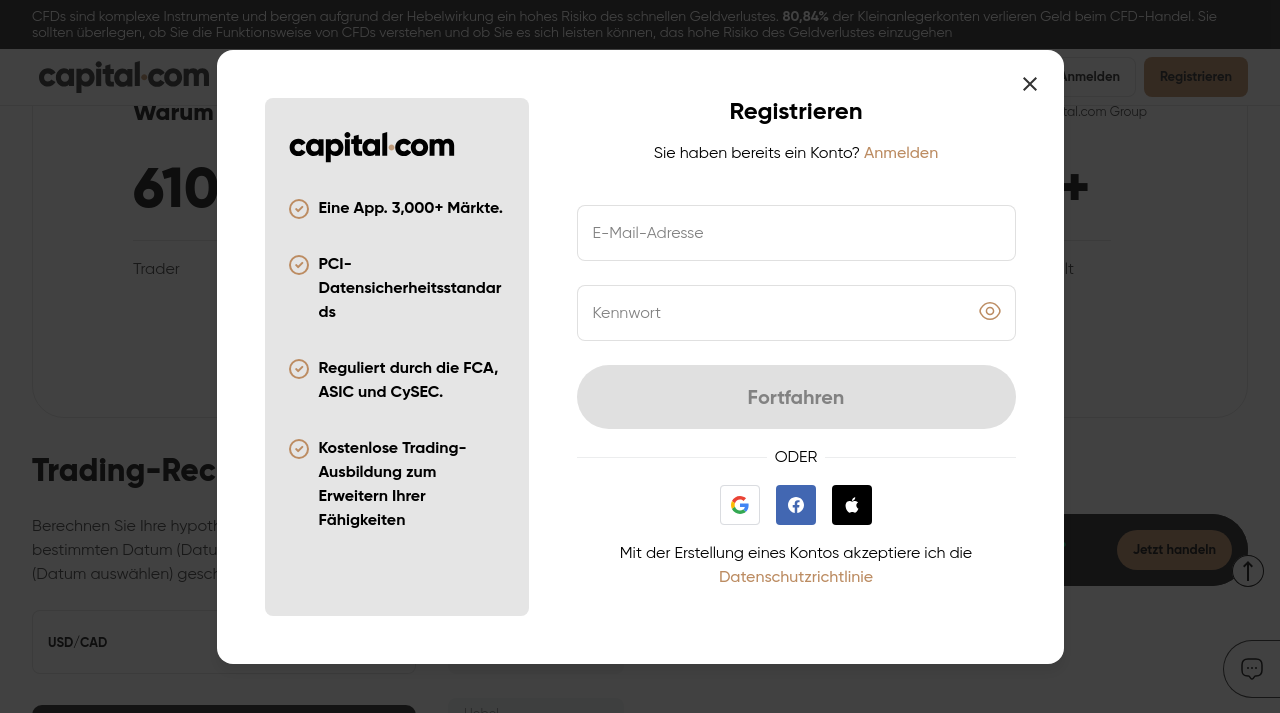 CFDs sind komplexe Instrumente und bergen aufgrund der Hebelwirkung ein hohes Risiko des schnellen Geldverlustes. 80,84% der Kleinanlegerkonten verlieren Geld beim CFD-Handel. Sie
sollten überlegen, ob Sie die Funktionsweise von CFDs verstehen und ob Sie es sich leisten können, das hohe Risiko des Geldverlustes einzugehen
capital.com
Anmelden
Registrieren
Warum
tal.com Group
610
+
Trader
lt
Trading-Rec
Berechnen Sie Ihre hypoth
bestimmten Datum (Datu
(Datum auswählen) gesch
Jetzt handeln
USD/CAD
Hebel
capital.com
Eine App. 3,000+ Märkte.
PCI-
Datensicherheitsstandar
ds
Reguliert durch die FCA,
ASIC und CySEC.
Kostenlose Trading-
Ausbildung zum
Erweitern Ihrer
Fähigkeiten
Registrieren
Sie haben bereits ein Konto? Anmelden
E-Mail-Adresse
Kennwort
Fortfahren
ODER
Mit der Erstellung eines Kontos akzeptiere ich die
Datenschutzrichtlinie